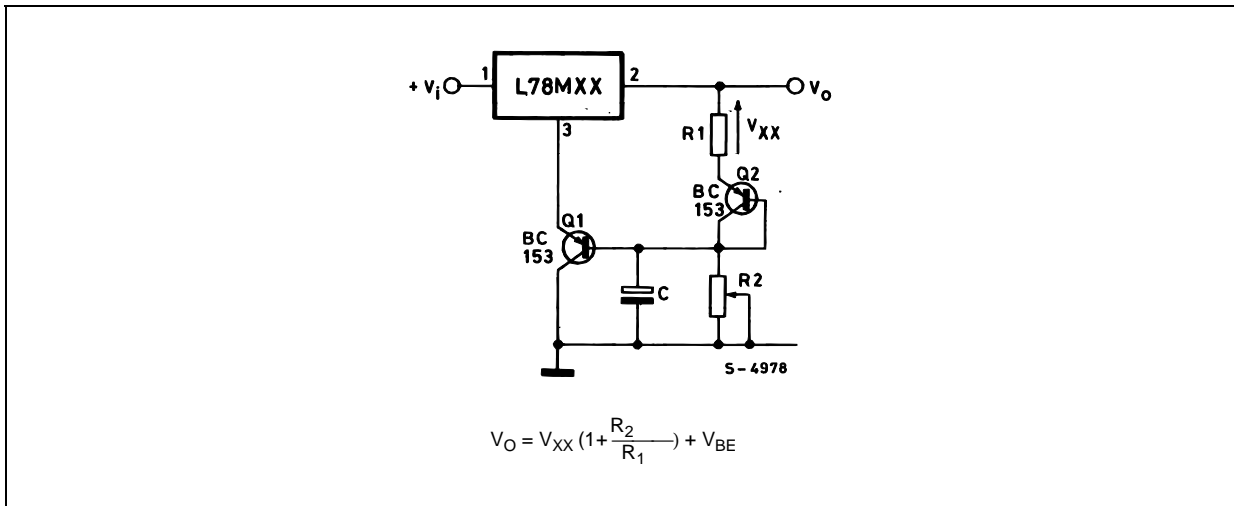 + Vi
1
L78MXX
2
Vo
3
R1
VXX
Q2
BC
153
Q1
BC
153
C
R2
S-4978
VO = VXX (1+ R2 / R1 ) + VBE